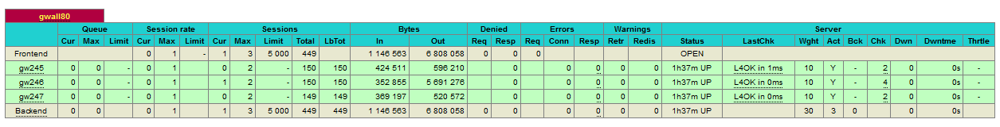 gwall80
Queue Session rate Sessions Bytes Denied Errors Warnings Server
Cur Max Limit Cur Max Limit Cur Max Limit Total LbTot In Out Req Resp Req Conn Resp Retr Redis Status LastChk Wght Act Bck Chk Dwn Dwntme Thrtle
Frontend 0 1 - 1 3 5 000 449 1 146 563 6 808 058 0 0 0 OPEN
gw245 0 0 - 0 1 0 2 - 150 150 424 511 596 210 0 0 0 0 0 1h37m UP L4OK in 1ms 10 Y - 2 0 0s -
gw246 0 0 - 0 1 1 2 - 150 150 352 855 5 691 276 0 0 0 0 0 1h37m UP L4OK in 0ms 10 Y - 4 0 0s -
gw247 0 0 - 0 1 0 2 - 149 149 369 197 520 572 0 0 0 0 0 1h37m UP L4OK in 0ms 10 Y - 2 0 0s -
Backend 0 0 0 1 1 3 5 000 449 449 1 146 563 6 808 058 0 0 0 0 0 0 1h37m UP 30 3 0 0 0s